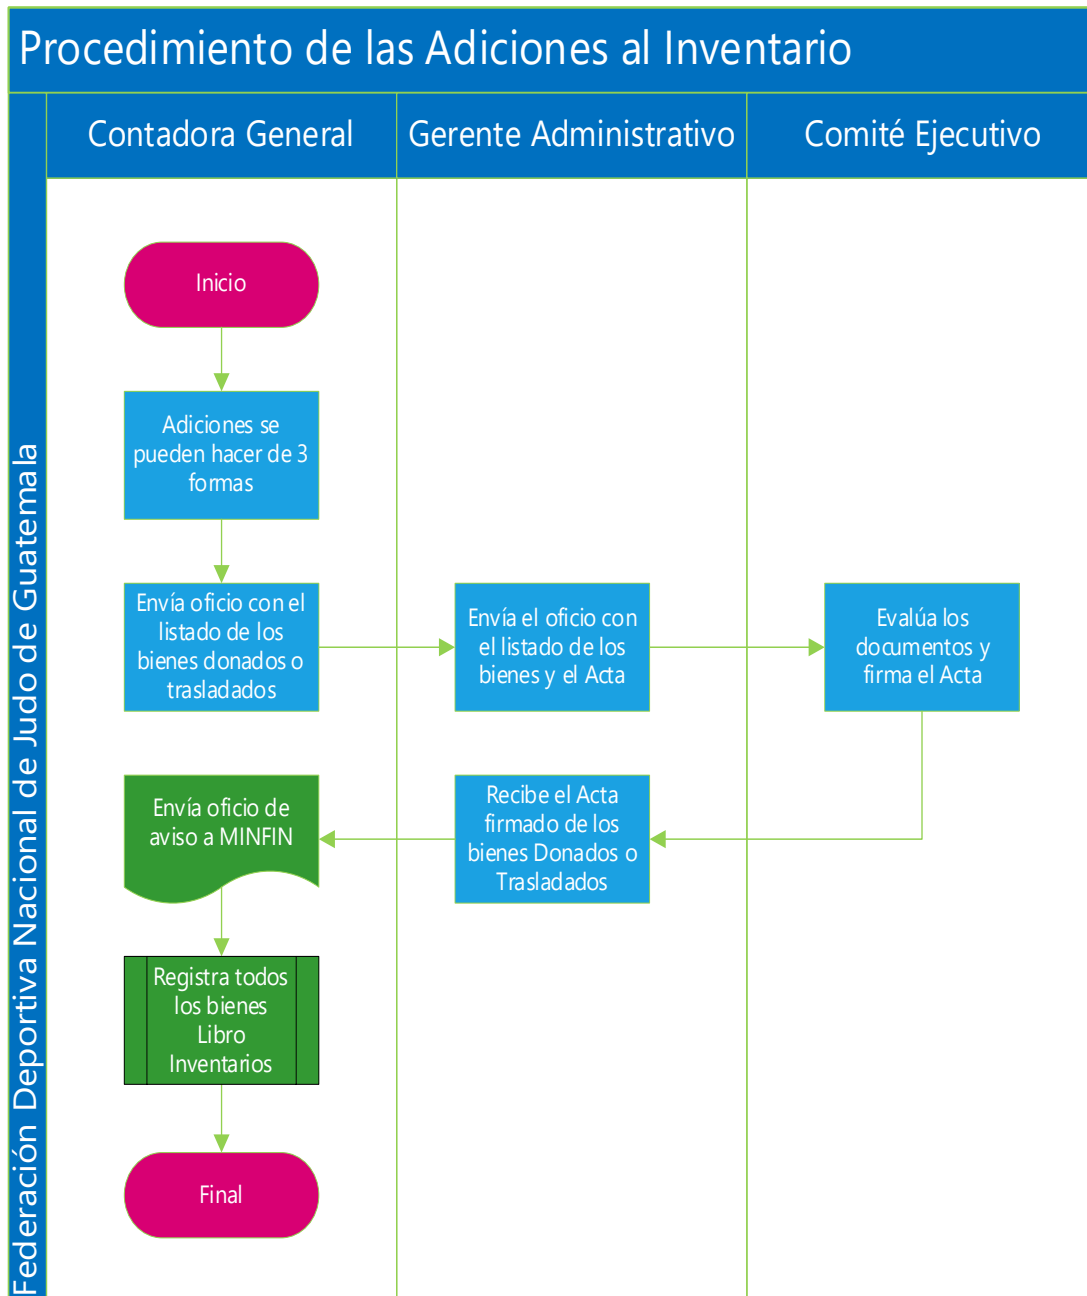 Procedimiento de las Adiciones al Inventario
Federación Deportiva Nacional de Judo de Guatemala
Contadora General
Gerente Administrativo
Comité Ejecutivo
Inicio
Adiciones se
pueden hacer de 3
formas
Envía oficio con el
listado de los
bienes donados o
trasladados
Envía el oficio con
el listado de los
bienes y el Acta
Evalúa los
documentos y
firma el Acta
Recibe el Acta
firmado de los
bienes Donados o
Trasladados
Envía oficio de
aviso a MINFIN
Registra todos
los bienes
Libro
Inventarios
Final